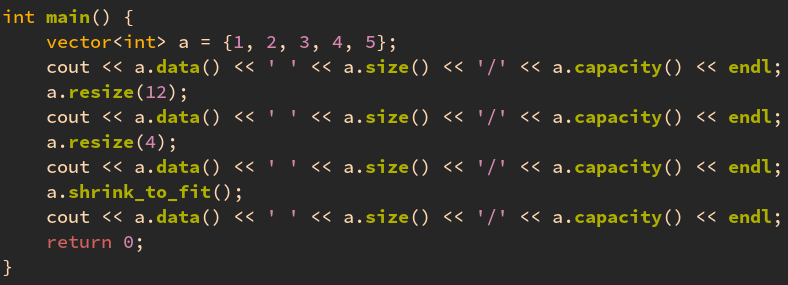 int main() {
    vector<int> a = {1, 2, 3, 4, 5};
    cout << a.data() << ' ' << a.size() << '/' << a.capacity() << endl;
    a.resize(12);
    cout << a.data() << ' ' << a.size() << '/' << a.capacity() << endl;
    a.resize(4);
    cout << a.data() << ' ' << a.size() << '/' << a.capacity() << endl;
    a.shrink_to_fit();
    cout << a.data() << ' ' << a.size() << '/' << a.capacity() << endl;
    return 0;
}